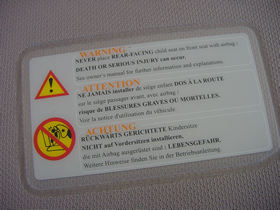 WARNING
NEVER place REAR-FACING child seat on front seat with airbag :
DEATH OR SERIOUS INJURY can occur.
See owner's manual for further information and explanations.
ATTENTION
NE JAMAIS installer de siège enfant DOS À LA ROUTE
sur le siège passager avant, avec airbag :
risque de BLESSURES GRAVES OU MORTELLES.
Voir la notice d'utilisation du véhicule.
ACHTUNG
RÜCKWÄRTS GERICHTETE Kindersitze
NICHT auf Vordersitzen installieren,
die mit Airbag ausgerüstet sind : LEBENSGEFAHR.
Weitere Hinweise finden Sie in der Betriebsanleitung.